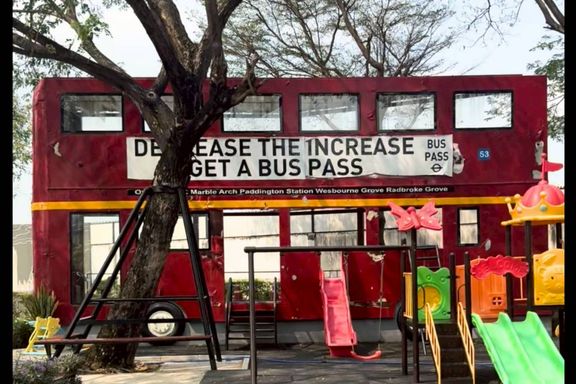 DECREASE THE INCREASE
GET A BUS PASS
BUS
PASS
53
Marble Arch Paddington Station Wesbourne Grove Radbroke Grove